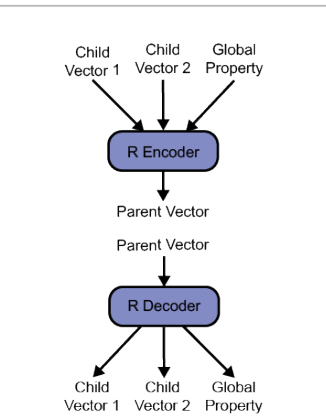 Child Vector 1
Child Vector 2
Global Property
R Encoder
Parent Vector
Parent Vector
R Decoder
Child Vector 1
Child Vector 2
Global Property